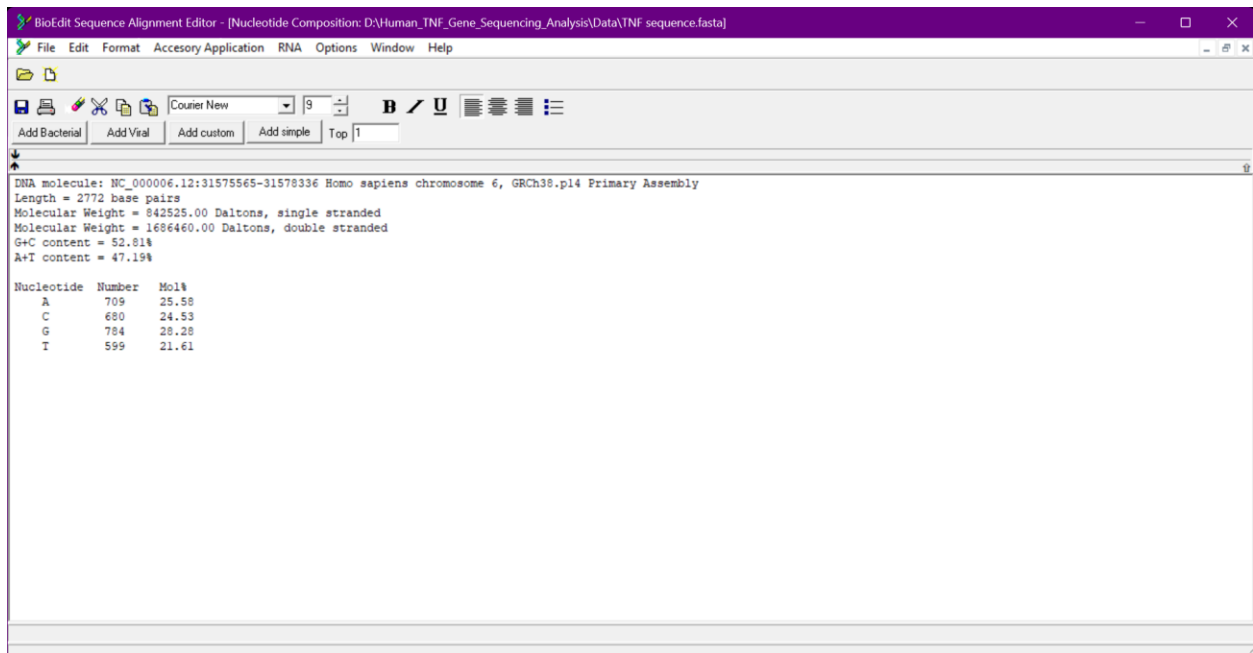 BioEdit Sequence Alignment Editor - [Nucleotide Composition: D:\Human_TNF_Gene_Sequencing_Analysis\Data\TNF sequence.fasta]
File Edit Format Accesory Application RNA Options Window Help
Courier New 9 B I U
Add Bacterial Add Viral Add custom Add simple Top 1
DNA molecule: NC_000006.12:31575565-31578336 Homo sapiens chromosome 6, GRCh38.p14 Primary Assembly
Length = 2772 base pairs
Molecular Weight = 842525.00 Daltons, single stranded
Molecular Weight = 1686460.00 Daltons, double stranded
G+C content = 52.81%
A+T content = 47.19%
Nucleotide Number Mol%
A 709 25.58
C 680 24.53
G 784 28.28
T 599 21.61